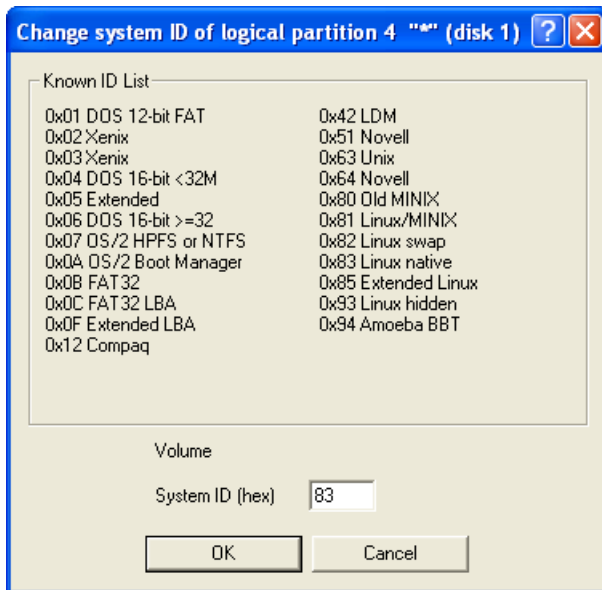 Change system ID of logical partition 4 "*" (disk 1)
Known ID List
0x01 DOS 12-bit FAT
0x02 Xenix
0x03 Xenix
0x04 DOS 16-bit <32M
0x05 Extended
0x06 DOS 16-bit >=32
0x07 OS/2 HPFS or NTFS
0x0A OS/2 Boot Manager
0x0B FAT32
0x0C FAT32 LBA
0x0F Extended LBA
0x12 Compaq
0x42 LDM
0x51 Novell
0x63 Unix
0x64 Novell
0x80 Old MINIX
0x81 Linux/MINIX
0x82 Linux swap
0x83 Linux native
0x85 Extended Linux
0x93 Linux hidden
0x94 Amoeba BBT
Volume
System ID (hex) 83
OK Cancel